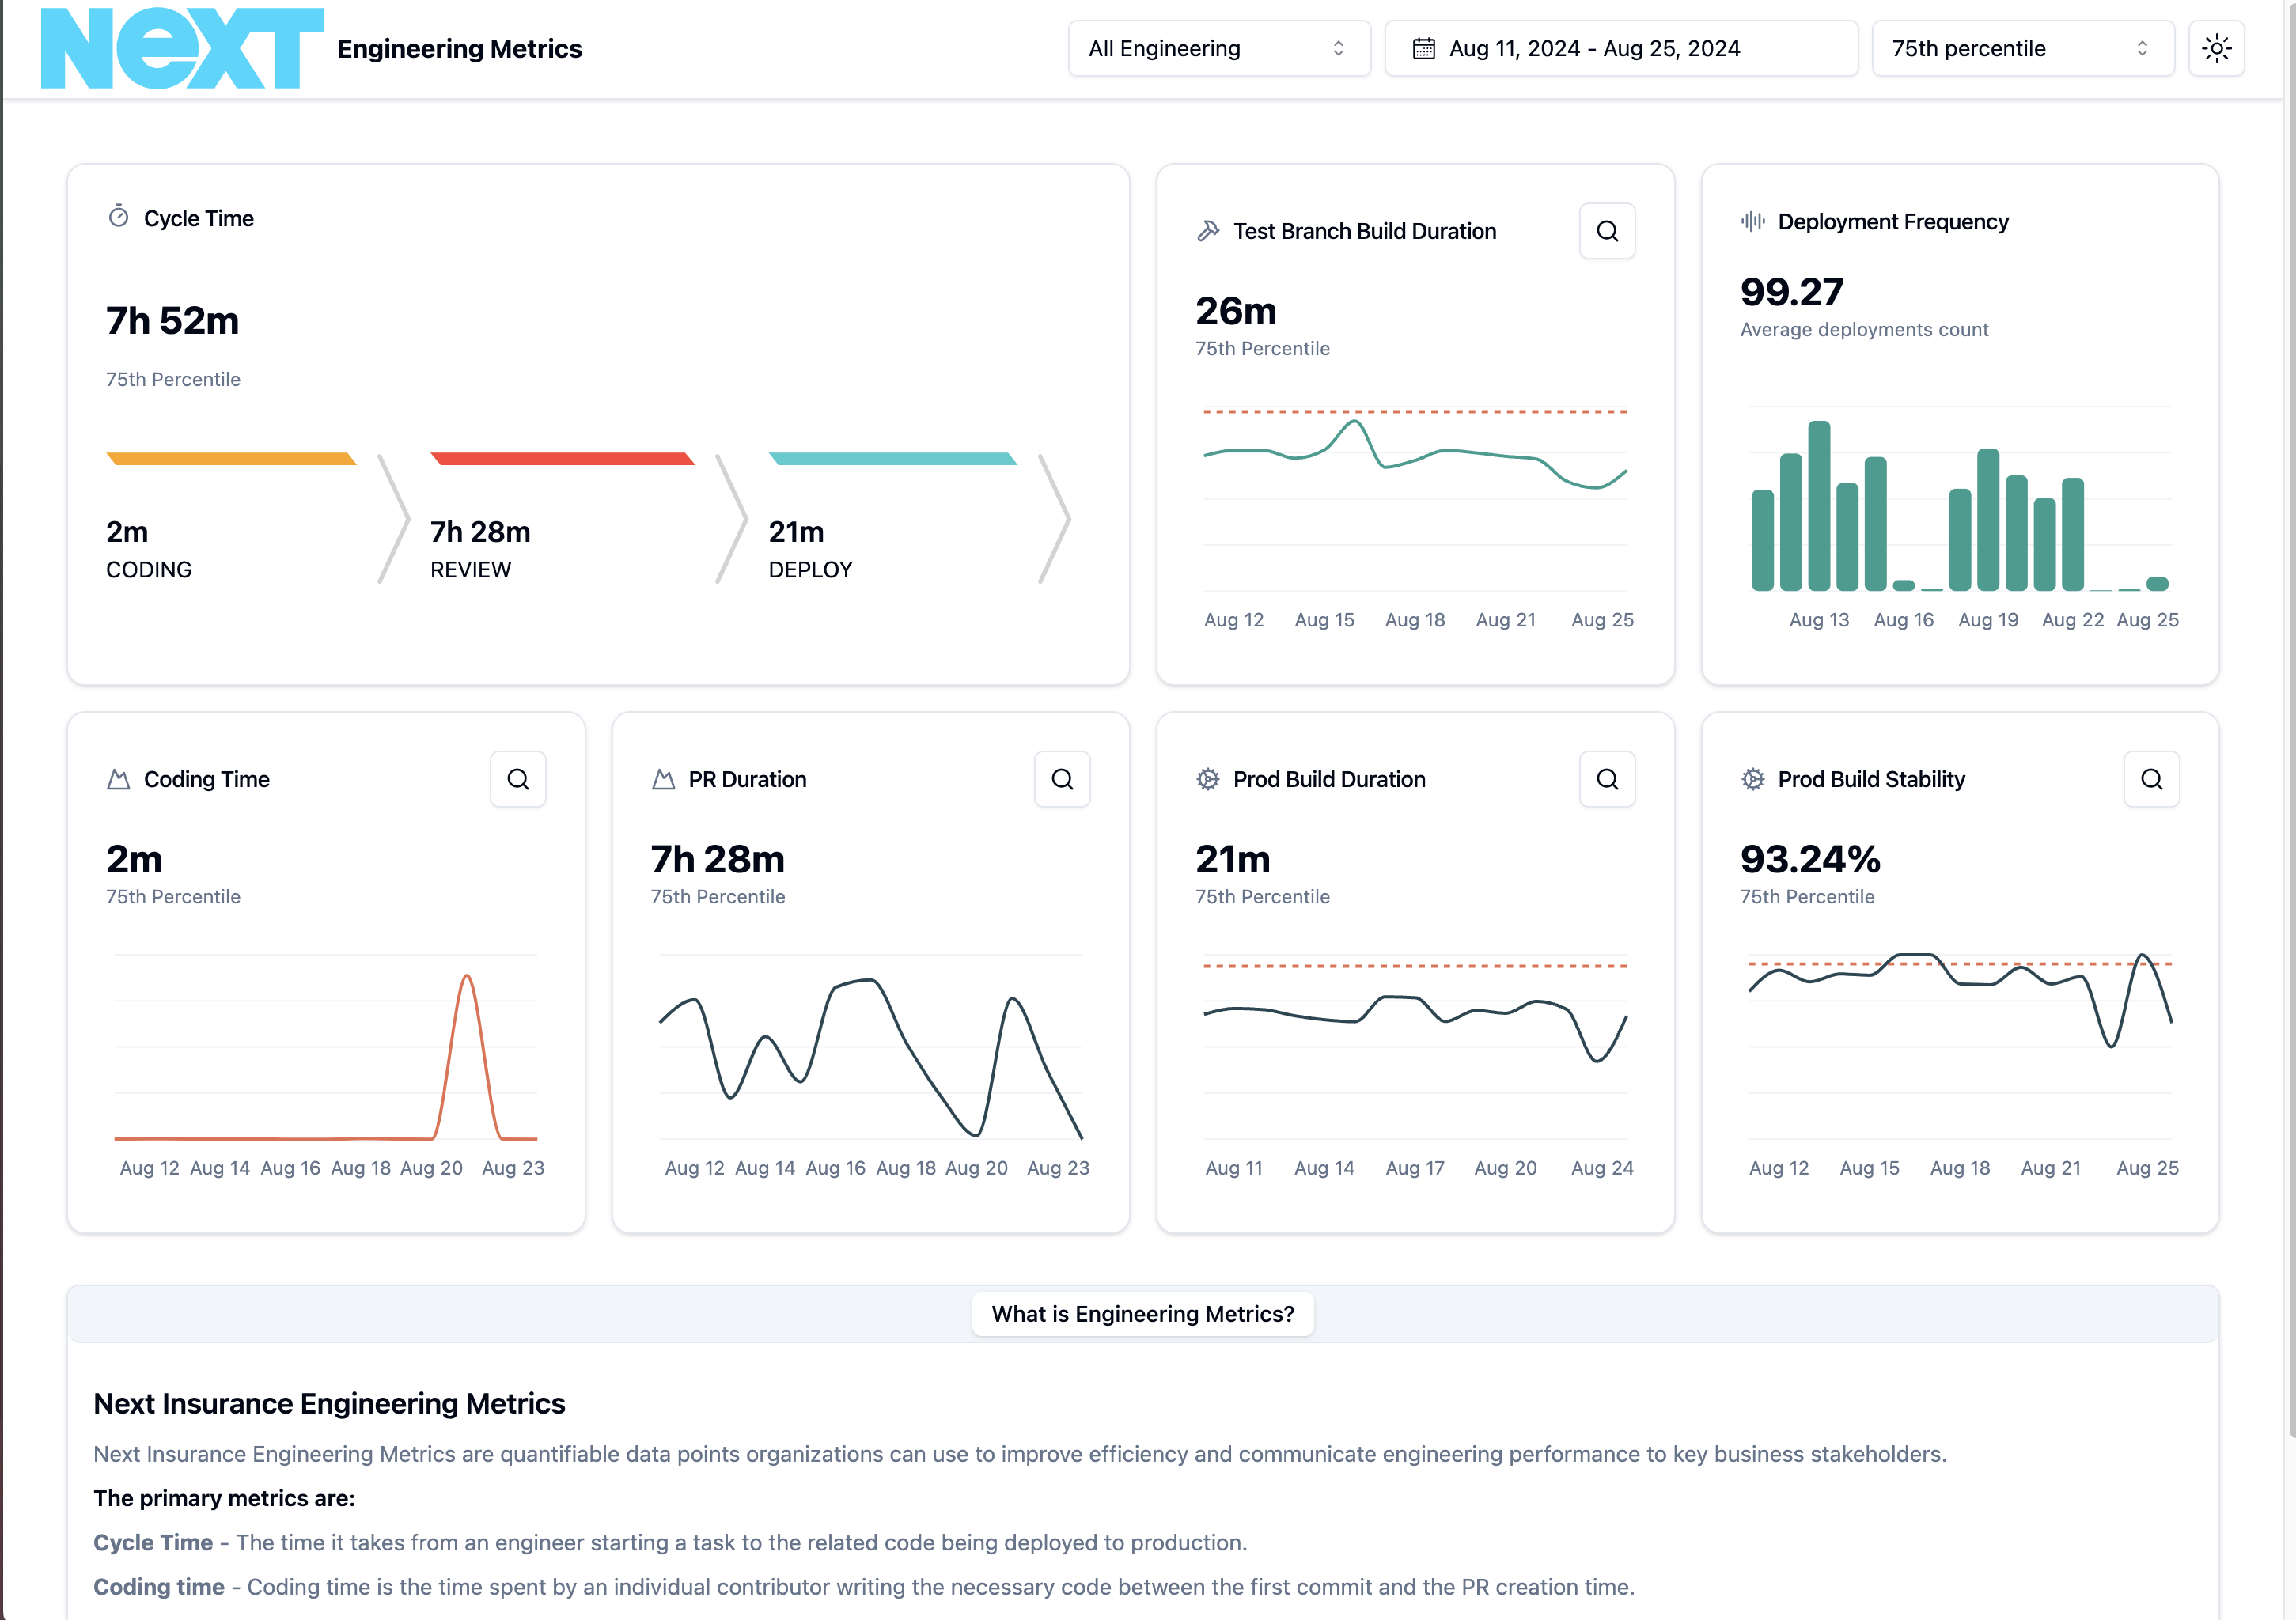 NEXT Engineering Metrics
All Engineering
Aug 11, 2024 - Aug 25, 2024
75th percentile
Cycle Time
7h 52m
75th Percentile
2m
CODING
7h 28m
REVIEW
21m
DEPLOY
Test Branch Build Duration
26m
75th Percentile
Aug 12 Aug 15 Aug 18 Aug 21 Aug 25
Deployment Frequency
99.27
Average deployments count
Aug 13 Aug 16 Aug 19 Aug 22 Aug 25
Coding Time
2m
75th Percentile
Aug 12 Aug 14 Aug 16 Aug 18 Aug 20 Aug 23
PR Duration
7h 28m
75th Percentile
Aug 12 Aug 14 Aug 16 Aug 18 Aug 20 Aug 23
Prod Build Duration
21m
75th Percentile
Aug 11 Aug 14 Aug 17 Aug 20 Aug 24
Prod Build Stability
93.24%
75th Percentile
Aug 12 Aug 15 Aug 18 Aug 21 Aug 25
What is Engineering Metrics?
Next Insurance Engineering Metrics
Next Insurance Engineering Metrics are quantifiable data points organizations can use to improve efficiency and communicate engineering performance to key business stakeholders.
The primary metrics are:
Cycle Time - The time it takes from an engineer starting a task to the related code being deployed to production.
Coding time - Coding time is the time spent by an individual contributor writing the necessary code between the first commit and the PR creation time.